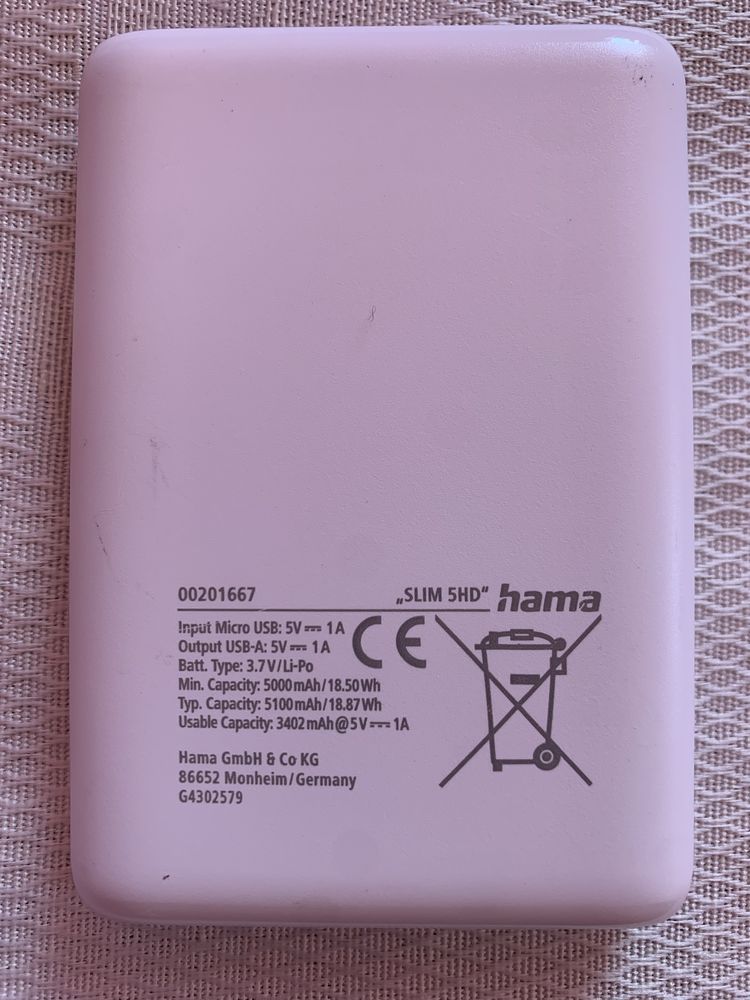 00201667 „SLIM 5HD“ hama
Input Micro USB: 5V ⎓ 1A
Output USB-A: 5V ⎓ 1A
Batt. Type: 3.7V/Li-Po
Min. Capacity: 5000mAh/18.50Wh
Typ. Capacity: 5100mAh/18.87Wh
Usable Capacity: 3402mAh@5V ⎓ 1A
CE
Hama GmbH & Co KG
86652 Monheim/Germany
G4302579